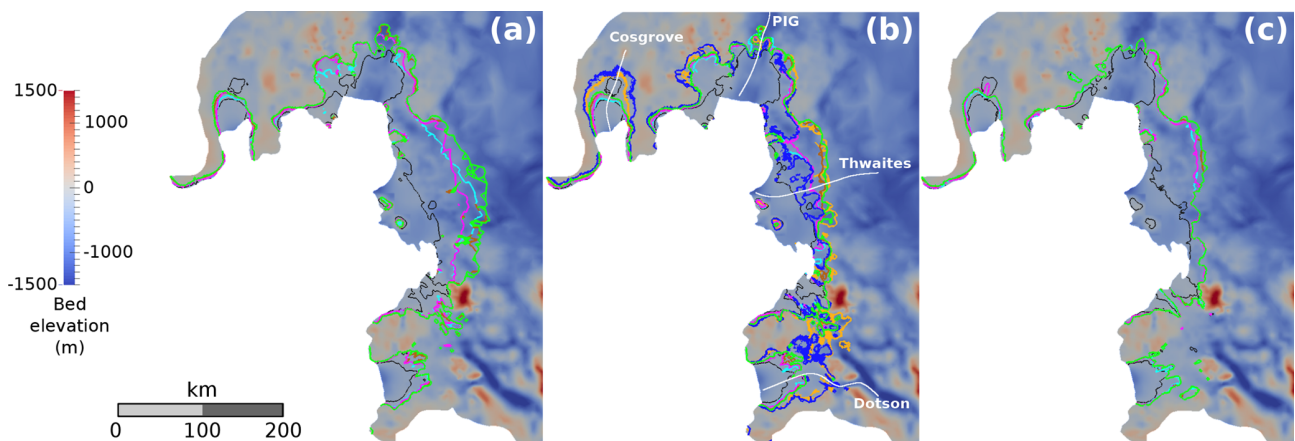 (a)
(b)
(c)
PIG
Cosgrove
Thwaites
Dotson
1500
1000
0
-1000
-1500
Bed
elevation
(m)
km
0 100 200